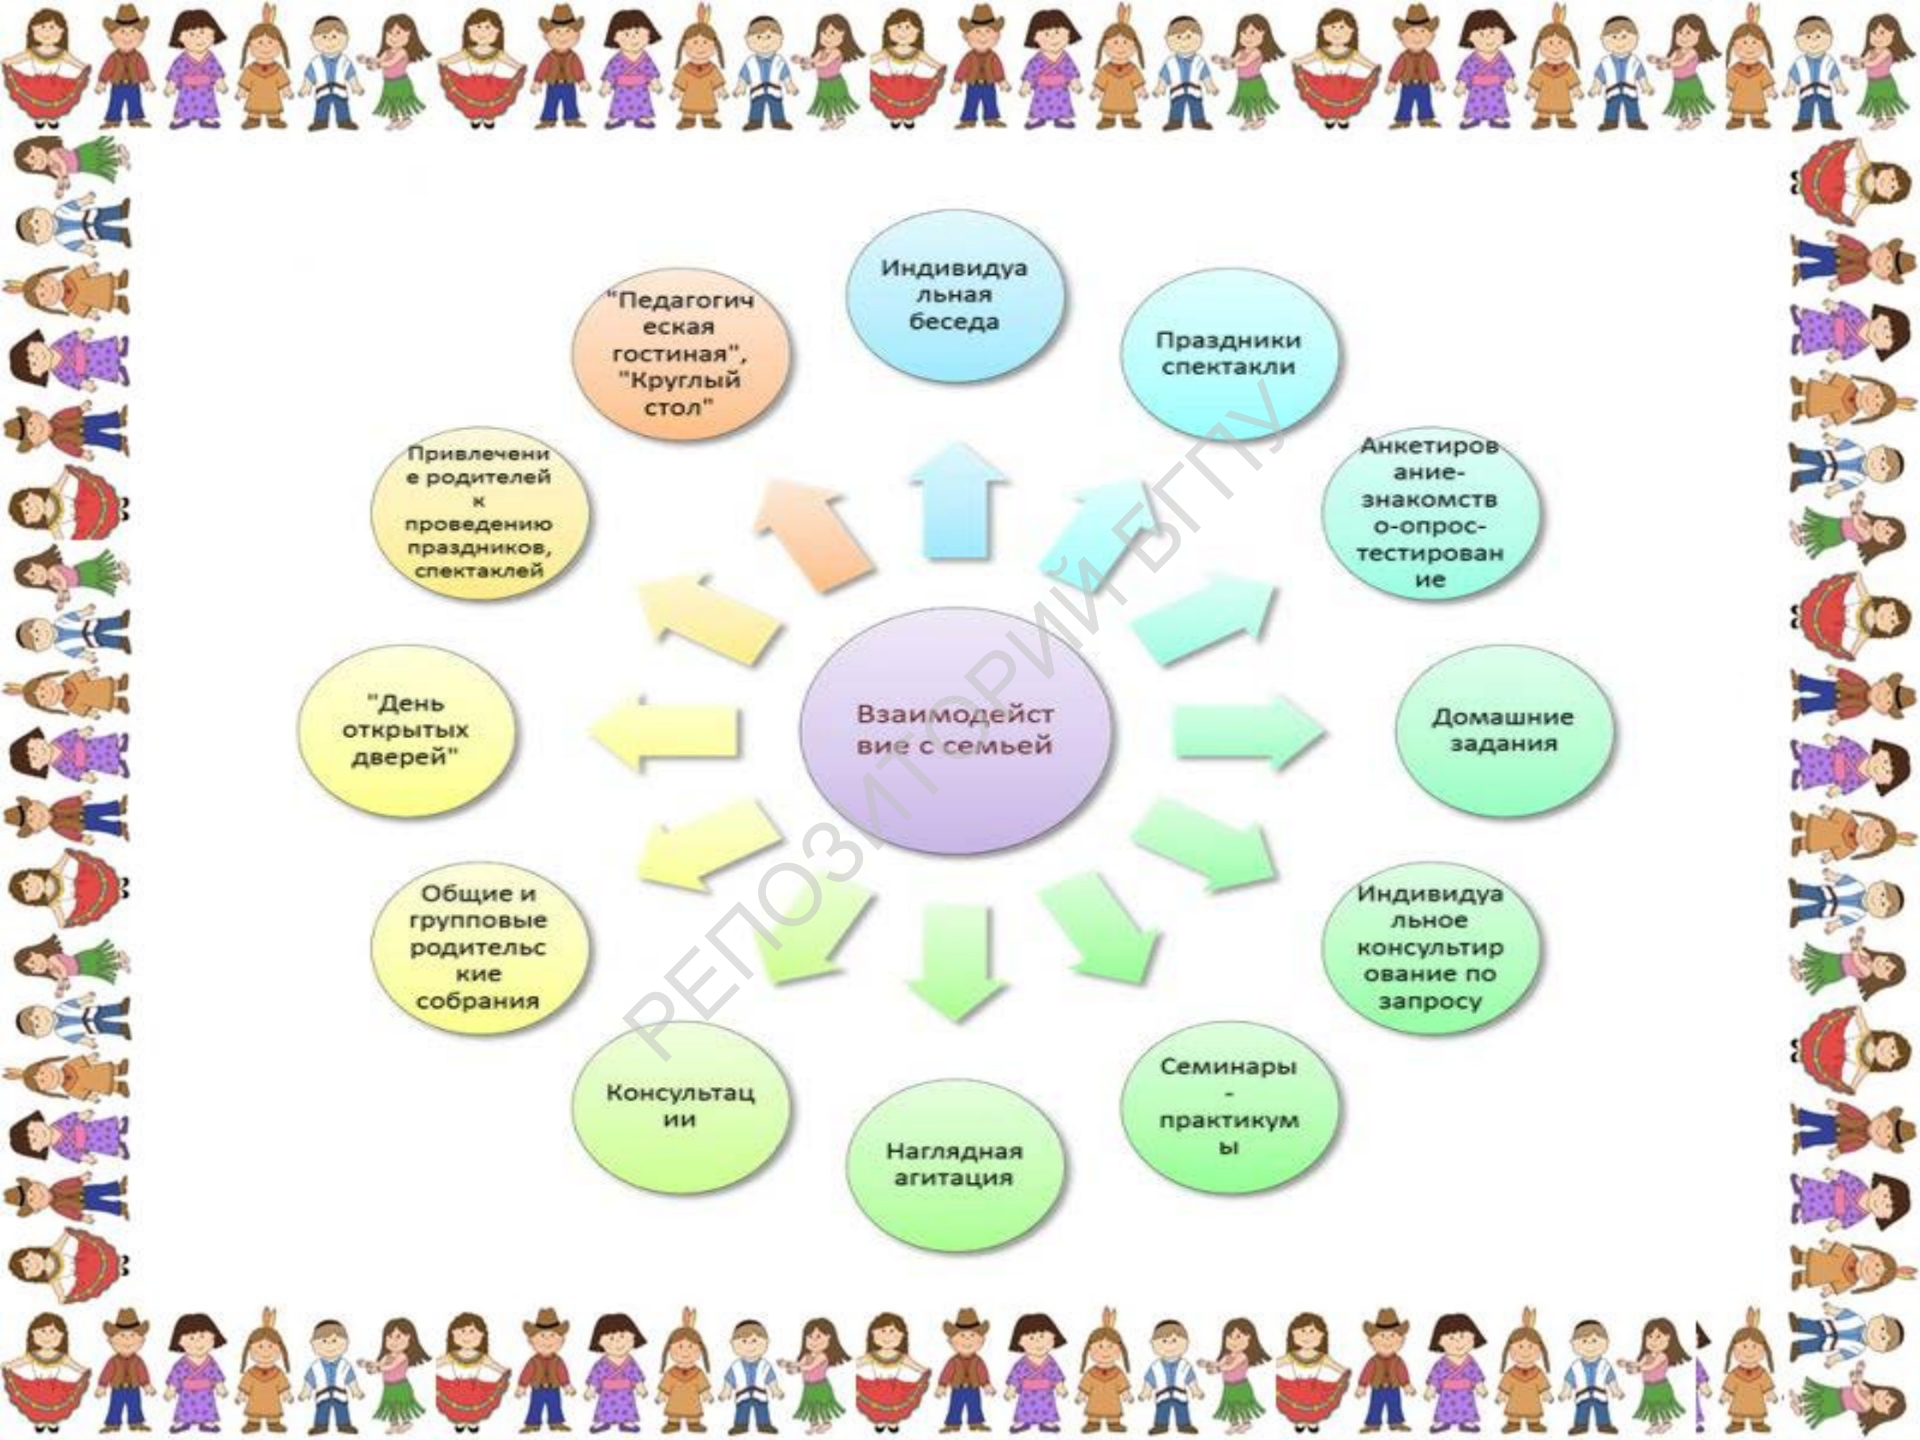 Индивидуа
льная
беседа
Праздники
спектакли
Анкетиров
ание-
знакомств
о-опрос-
тестирован
ие
Домашние
задания
Индивидуа
льное
консультир
ование по
запросу
Семинары
-
практикум
ы
Наглядная
агитация
Консультац
ии
Общие и
групповые
родительс
кие
собрания
"День
открытых
дверей"
Привлечени
е родителей
к
проведению
праздников,
спектаклей
"Педагогич
еская
гостиная",
"Круглый
стол"
Взаимодейст
вие с семьей
РЕПОЗИТОРИЙ БГПУ